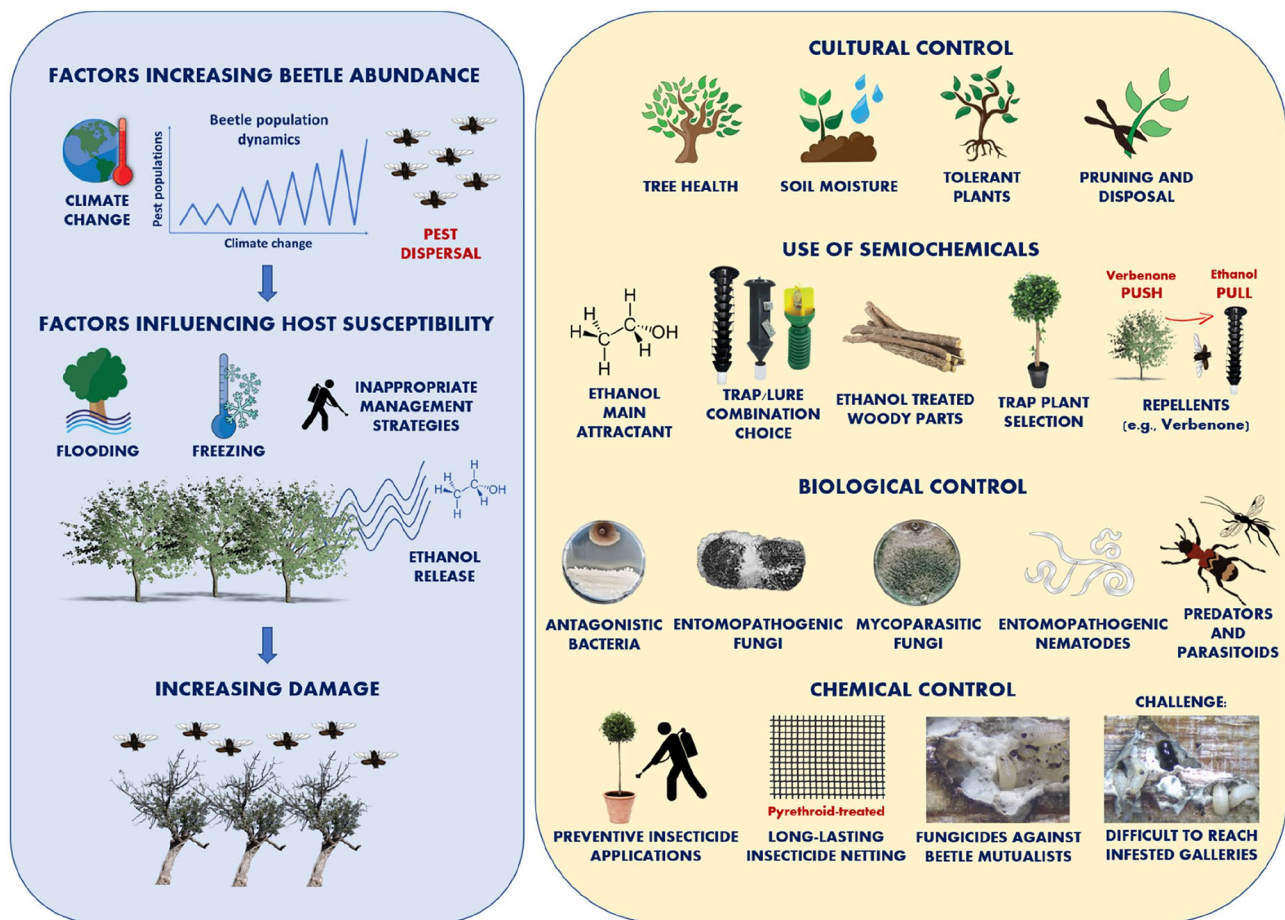 FACTORS INCREASING BEETLE ABUNDANCE
Beetle population
dynamics
Pest populations
Climate change
CLIMATE
CHANGE
PEST
DISPERSAL
FACTORS INFLUENCING HOST SUSCEPTIBILITY
FLOODING
FREEZING
INAPPROPRIATE
MANAGEMENT
STRATEGIES
H
H
C
C
OH
H
H
H
ETHANOL
RELEASE
INCREASING DAMAGE
CULTURAL CONTROL
TREE HEALTH
SOIL MOISTURE
TOLERANT
PLANTS
PRUNING AND
DISPOSAL
USE OF SEMIOCHEMICALS
H
H
C
C
OH
H
H
H
ETHANOL
MAIN
ATTRACTANT
TRAP/LURE
COMBINATION
CHOICE
ETHANOL TREATED
WOODY PARTS
TRAP PLANT
SELECTION
Verbenone
PUSH
Ethanol
PULL
REPELLENTS
(e.g., Verbenone)
BIOLOGICAL CONTROL
ANTAGONISTIC
BACTERIA
ENTOMOPATHOGENIC
FUNGI
MYCOPARASITIC
FUNGI
ENTOMOPATHOGENIC
NEMATODES
PREDATORS
AND
PARASITOIDS
CHEMICAL CONTROL
PREVENTIVE INSECTICIDE
APPLICATIONS
Pyrethroid-treated
LONG-LASTING
INSECTICIDE NETTING
FUNGICIDES AGAINST
BEETLE MUTUALISTS
CHALLENGE:
DIFFICULT TO REACH
INFESTED GALLERIES